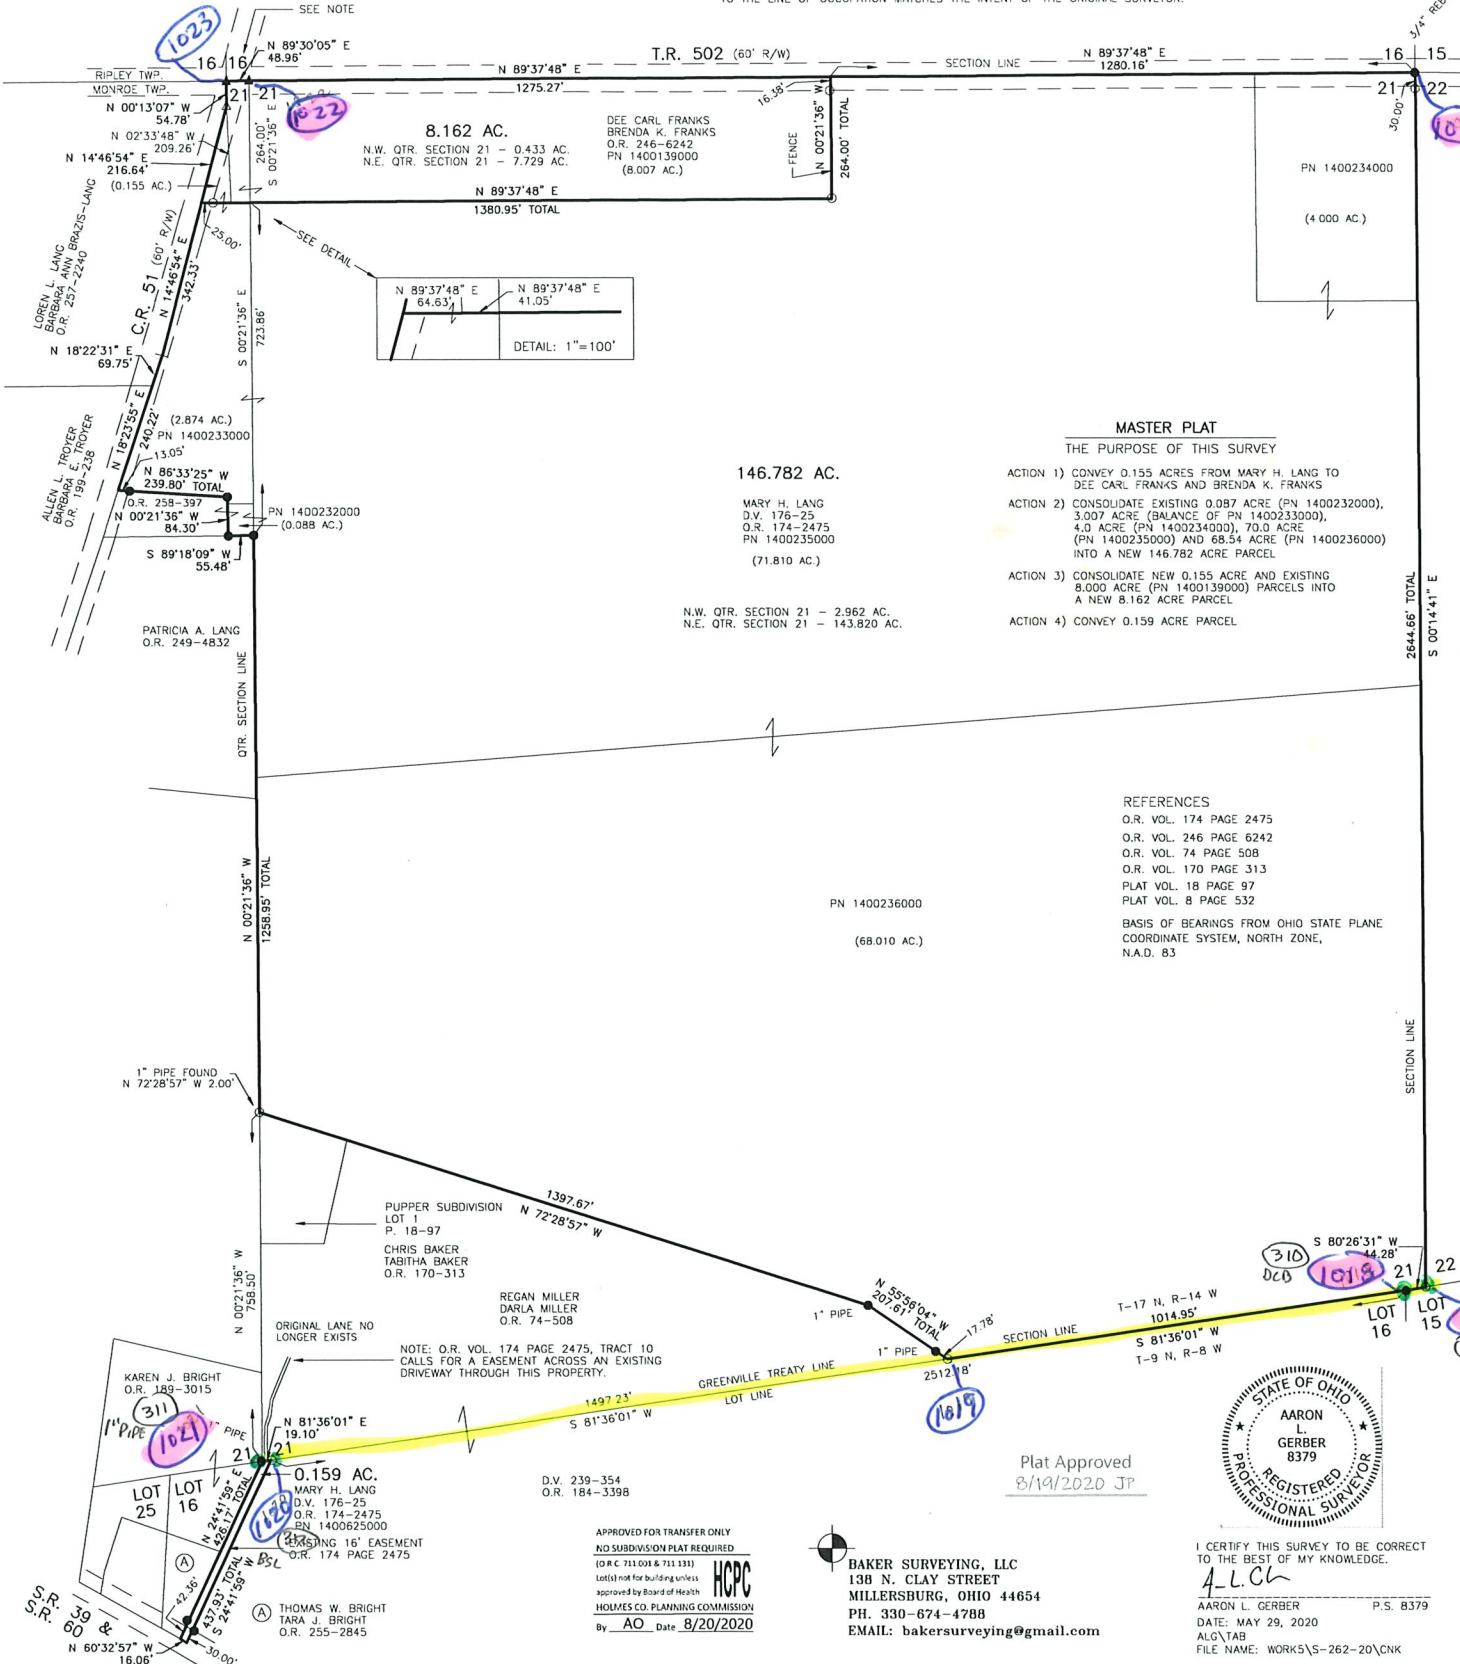 TO THE LINE OF OCCUPATION MATCHES THE INTENT OF THE ORIGINAL SURVEYOR.
SEE NOTE
3/4" REB
1023
N 89°30'05" E
48.96'
T.R. 502 (60' R/W)
16 16
RIPLEY TWP.
MONROE TWP.
N 89°37'48" E
1275.27'
SECTION LINE
N 89°37'48" E
1280.16'
16 15
21 21
21 22
1022
N 00°13'07" W
54.78'
N 02°33'48" W
209.26'
N 14°46'54" E
216.64'
(0.155 AC.)
264.00'
S 00°21'36" E
8.162 AC.
N.W. QTR. SECTION 21 - 0.433 AC.
N.E. QTR. SECTION 21 - 7.729 AC.
DEE CARL FRANKS
BRENDA K. FRANKS
O.R. 246-6242
PN 1400139000
(8.007 AC.)
16.38'
FENCE
N 00°21'36" W
264.00' TOTAL
30.00'
PN 1400234000
(4.000 AC.)
N 89°37'48" E
1380.95' TOTAL
25.00'
SEE DETAIL
LOREN L. LANG
BARBARA ANN BRAZIS-LANG
O.R. 257-2240
C.R. 51 (60' R/W)
N 14°46'54" E
342.33'
S 00°21'36" E
723.86'
N 89°37'48" E
64.63'
N 89°37'48" E
41.05'
DETAIL: 1"=100'
N 18°22'31" E
69.75'
N 18°23'55" E
240.22'
(2.874 AC.)
PN 1400233000
13.05'
N 86°33'25" W
239.80' TOTAL
ALLEN L. TROYER
BARBARA E. TROYER
O.R. 199-238
O.R. 258-397
N 00°21'36" W
84.30'
PN 1400232000
(0.088 AC.)
S 89°18'09" W
55.48'
PATRICIA A. LANG
O.R. 249-4832
QTR. SECTION LINE
146.782 AC.
MARY H. LANG
D.V. 176-25
O.R. 174-2475
PN 1400235000
(71.810 AC.)
N.W. QTR. SECTION 21 - 2.962 AC.
N.E. QTR. SECTION 21 - 143.820 AC.
MASTER PLAT
THE PURPOSE OF THIS SURVEY
ACTION 1) CONVEY 0.155 ACRES FROM MARY H. LANG TO
DEE CARL FRANKS AND BRENDA K. FRANKS
ACTION 2) CONSOLIDATE EXISTING 0.087 ACRE (PN 1400232000),
3.007 ACRE (BALANCE OF PN 1400233000),
4.0 ACRE (PN 1400234000), 70.0 ACRE
(PN 1400235000) AND 68.54 ACRE (PN 1400236000)
INTO A NEW 146.782 ACRE PARCEL
ACTION 3) CONSOLIDATE NEW 0.155 ACRE AND EXISTING
8.000 ACRE (PN 1400139000) PARCELS INTO
A NEW 8.162 ACRE PARCEL
ACTION 4) CONVEY 0.159 ACRE PARCEL
2644.66' TOTAL
S 00°14'41" E
REFERENCES
O.R. VOL. 174 PAGE 2475
O.R. VOL. 246 PAGE 6242
O.R. VOL. 74 PAGE 508
O.R. VOL. 170 PAGE 313
PLAT VOL. 18 PAGE 97
PLAT VOL. 8 PAGE 532
BASIS OF BEARINGS FROM OHIO STATE PLANE
COORDINATE SYSTEM, NORTH ZONE,
N.A.D. 83
N 00°21'36" W
1258.95' TOTAL
PN 1400236000
(68.010 AC.)
SECTION LINE
1" PIPE FOUND
N 72°28'57" W 2.00'
1397.67'
N 72°28'57" W
PUPPER SUBDIVISION
LOT 1
P. 18-97
CHRIS BAKER
TABITHA BAKER
O.R. 170-313
N 00°21'36" W
758.50'
REGAN MILLER
DARLA MILLER
O.R. 74-508
1" PIPE
N 55°56'04" W
207.61' TOTAL
1" PIPE
17.78'
SECTION LINE
T-17 N, R-14 W
1014.95'
S 81°36'01" W
T-9 N, R-8 W
S 80°26'31" W
44.28'
310
DCB
1018
21 22
LOT
16
LOT
15
ORIGINAL LANE NO
LONGER EXISTS
NOTE: O.R. VOL. 174 PAGE 2475, TRACT 10
CALLS FOR A EASEMENT ACROSS AN EXISTING
DRIVEWAY THROUGH THIS PROPERTY.
GREENVILLE TREATY LINE
LOT LINE
2512.18'
1497.23'
S 81°36'01" W
1019
KAREN J. BRIGHT
O.R. 189-3015
311
1" PIPE
1021
PIPE
N 81°36'01" E
19.10'
21 21
0.159 AC.
MARY H. LANG
D.V. 176-25
O.R. 174-2475
PN 1400625000
EXISTING 16' EASEMENT
O.R. 174 PAGE 2475
LOT
25
LOT
16
1020
BSL
N 24°41'59" E
426.17' TOTAL
A
42.36'
437.93' TOTAL
S 24°41'59" W
S.R. 39 &
S.R. 60
N 60°32'57" W
16.06'
30.00'
A THOMAS W. BRIGHT
TARA J. BRIGHT
O.R. 255-2845
D.V. 239-354
O.R. 184-3398
Plat Approved
8/19/2020 JP
STATE OF OHIO
AARON
L.
GERBER
8379
REGISTERED
PROFESSIONAL SURVEYOR
APPROVED FOR TRANSFER ONLY
NO SUBDIVISION PLAT REQUIRED
(O R C 711.001 & 711 131)
Lot(s) not for building unless
approved by Board of Health
HCPC
HOLMES CO. PLANNING COMMISSION
By AO Date 8/20/2020
BAKER SURVEYING, LLC
138 N. CLAY STREET
MILLERSBURG, OHIO 44654
PH. 330-674-4788
EMAIL: bakersurveying@gmail.com
I CERTIFY THIS SURVEY TO BE CORRECT
TO THE BEST OF MY KNOWLEDGE.
AARON L. GERBER P.S. 8379
DATE: MAY 29, 2020
ALG\TAB
FILE NAME: WORK5\S-262-20\CNK